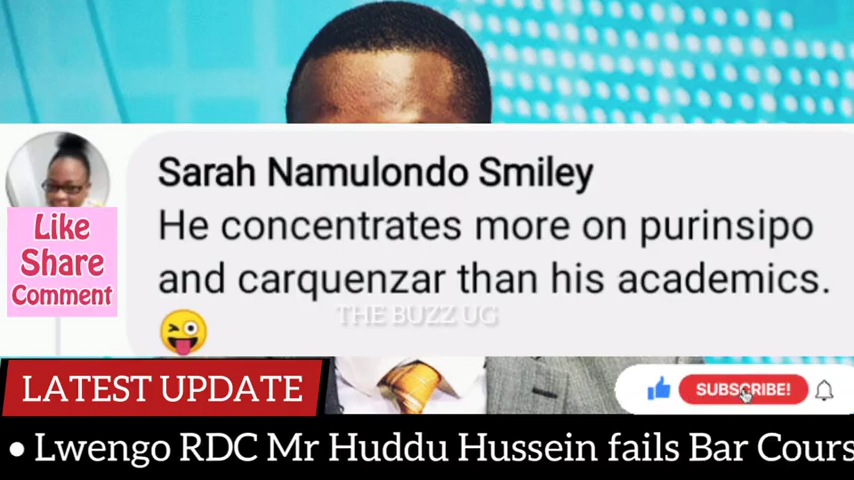 Sarah Namulondo Smiley
He concentrates more on purinsipo
and carquenzar than his academics.
Like
Share
Comment
THE BUZZ UG
LATEST UPDATE
SUBSCRIBE!
• Lwengo RDC Mr Huddu Hussein fails Bar Cours